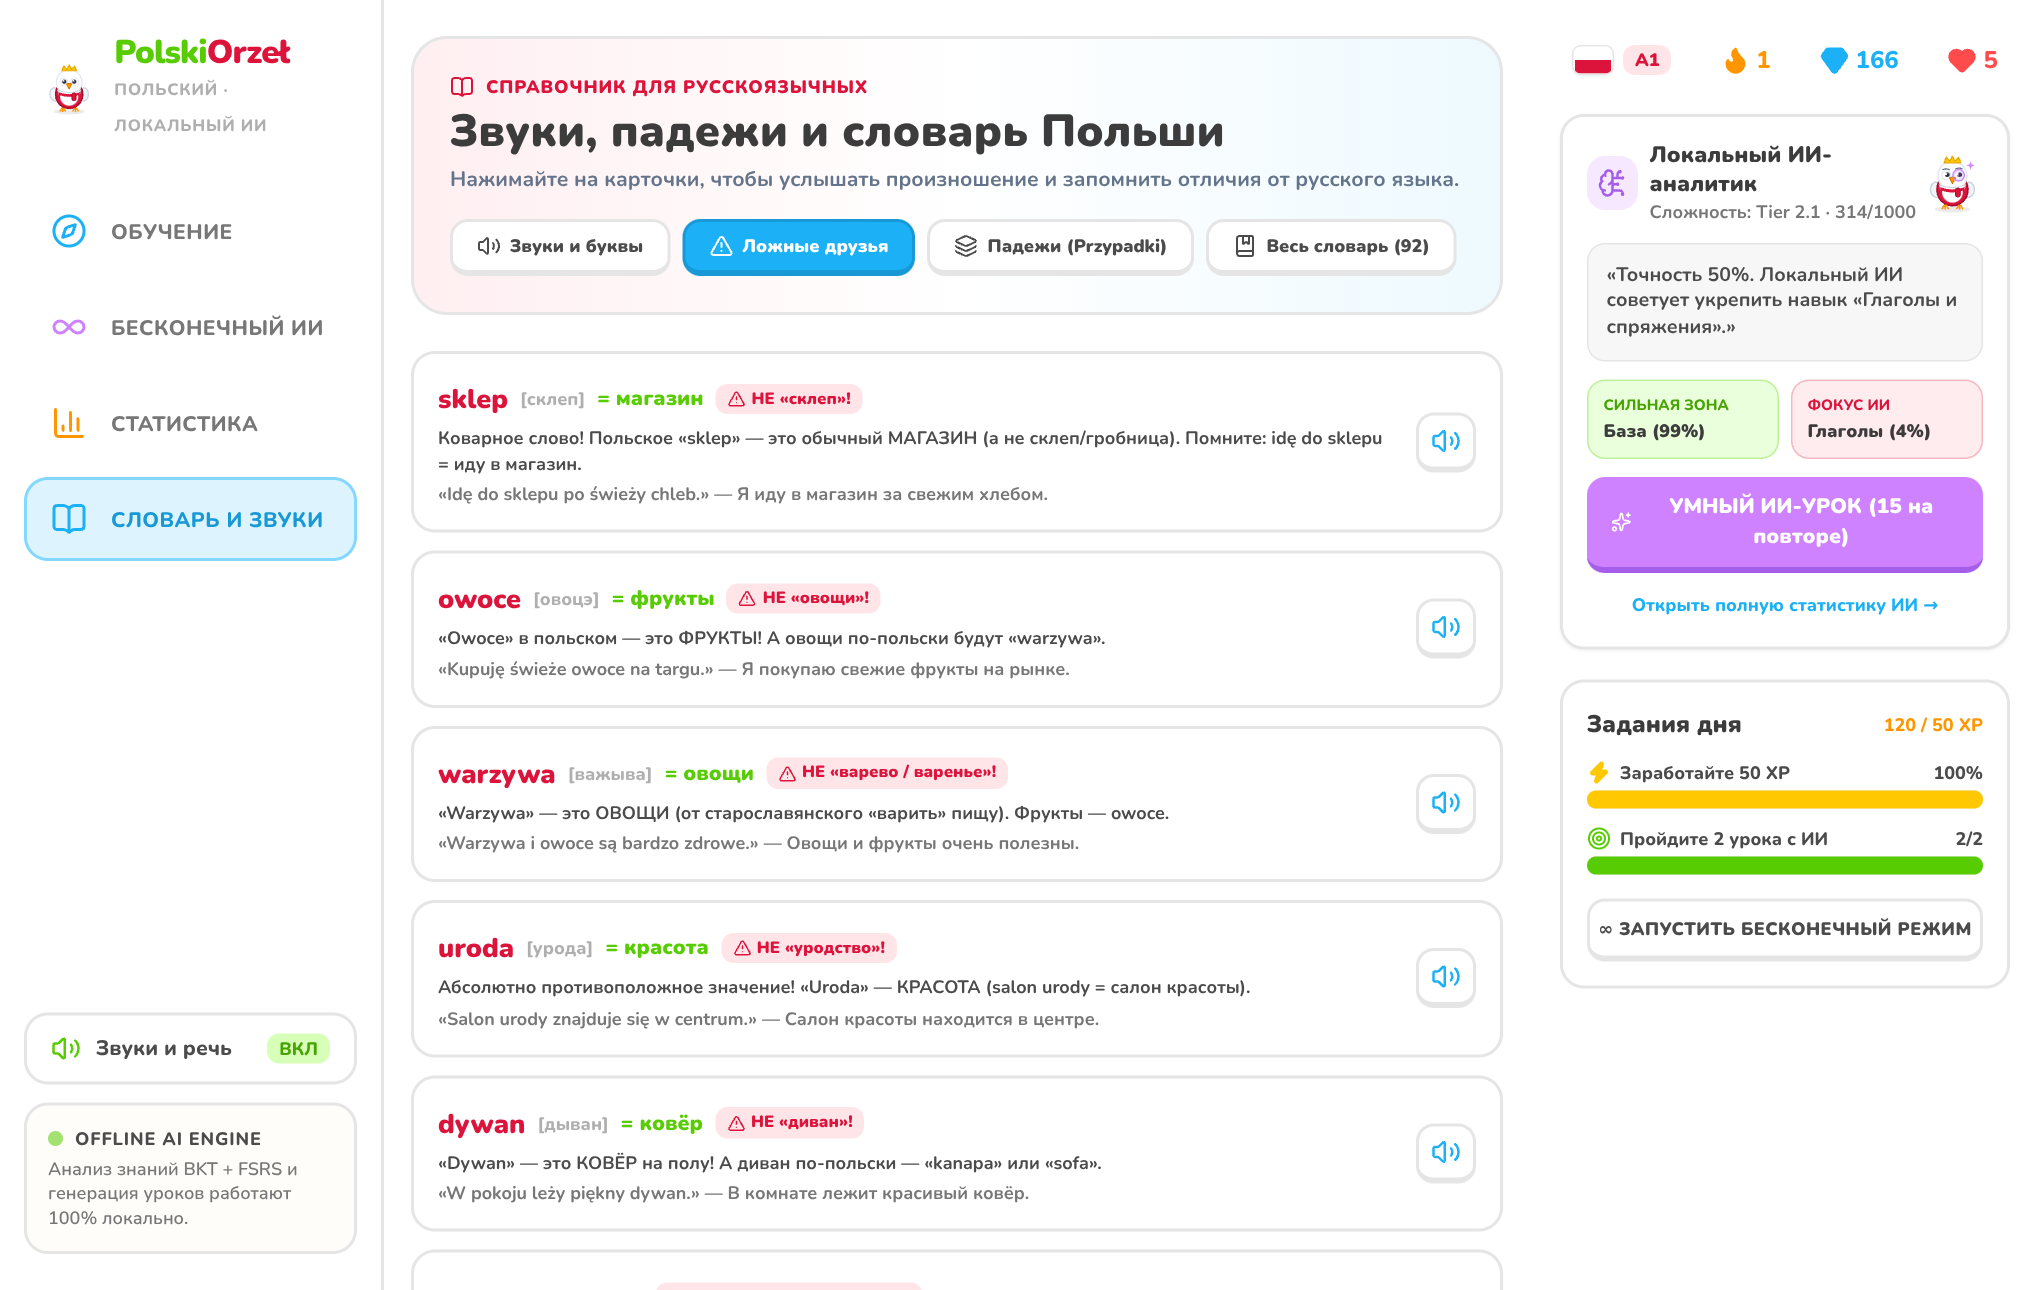 PolskiOrzeł
ПОЛЬСКИЙ ·
ЛОКАЛЬНЫЙ ИИ
ОБУЧЕНИЕ
БЕСКОНЕЧНЫЙ ИИ
СТАТИСТИКА
СЛОВАРЬ И ЗВУКИ
Звуки и речь
ВКЛ
OFFLINE AI ENGINE
Анализ знаний BKT + FSRS и
генерация уроков работают
100% локально.
СПРАВОЧНИК ДЛЯ РУССКОЯЗЫЧНЫХ
Звуки, падежи и словарь Польши
Нажимайте на карточки, чтобы услышать произношение и запомнить отличия от русского языка.
Звуки и буквы
Ложные друзья
Падежи (Przypadki)
Весь словарь (92)
sklep [склеп] = магазин НЕ «склеп»!
Коварное слово! Польское «sklep» — это обычный МАГАЗИН (а не склеп/гробница). Помните: idę do sklepu
= иду в магазин.
«Idę do sklepu po świeży chleb.» — Я иду в магазин за свежим хлебом.
owoce [овоцэ] = фрукты НЕ «овощи»!
«Owoce» в польском — это ФРУКТЫ! А овощи по-польски будут «warzywa».
«Kupuję świeże owoce na targu.» — Я покупаю свежие фрукты на рынке.
warzywa [важыва] = овощи НЕ «варево / варенье»!
«Warzywa» — это ОВОЩИ (от старославянского «варить» пищу). Фрукты — owoce.
«Warzywa i owoce są bardzo zdrowe.» — Овощи и фрукты очень полезны.
uroda [урода] = красота НЕ «уродство»!
Абсолютно противоположное значение! «Uroda» — КРАСОТА (salon urody = салон красоты).
«Salon urody znajduje się w centrum.» — Салон красоты находится в центре.
dywan [дыван] = ковёр НЕ «диван»!
«Dywan» — это КОВЁР на полу! А диван по-польски — «kanapa» или «sofa».
«W pokoju leży piękny dywan.» — В комнате лежит красивый ковёр.
A1
1
166
5
Локальный ИИ-
аналитик
Сложность: Tier 2.1 · 314/1000
«Точность 50%. Локальный ИИ
советует укрепить навык «Глаголы и
спряжения».»
СИЛЬНАЯ ЗОНА
База (99%)
ФОКУС ИИ
Глаголы (4%)
УМНЫЙ ИИ-УРОК (15 на
повторе)
Открыть полную статистику ИИ →
Задания дня
120 / 50 XP
Заработайте 50 XP
100%
Пройдите 2 урока с ИИ
2/2
∞ ЗАПУСТИТЬ БЕСКОНЕЧНЫЙ РЕЖИМ